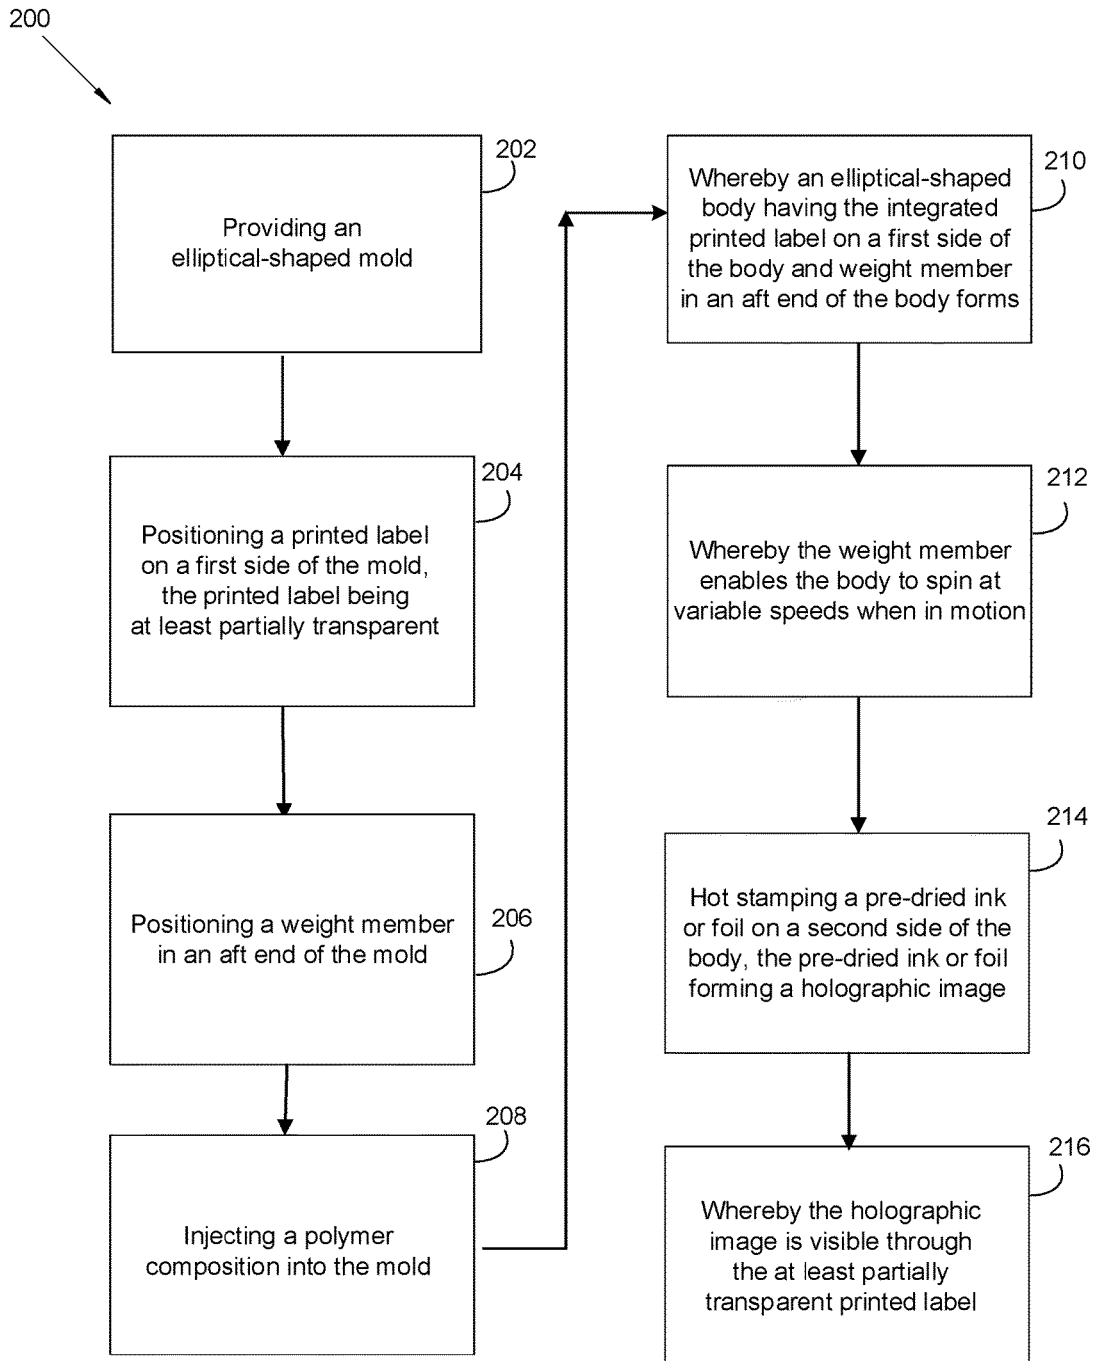 200
202
Providing an
elliptical-shaped mold
204
Positioning a printed label
on a first side of the mold,
the printed label being
at least partially transparent
206
Positioning a weight member
in an aft end of the mold
208
Injecting a polymer
composition into the mold
210
Whereby an elliptical-shaped
body having the integrated
printed label on a first side of
the body and weight member
in an aft end of the body forms
212
Whereby the weight member
enables the body to spin at
variable speeds when in motion
214
Hot stamping a pre-dried ink
or foil on a second side of the
body, the pre-dried ink or foil
forming a holographic image
216
Whereby the holographic
image is visible through
the at least partially
transparent printed label